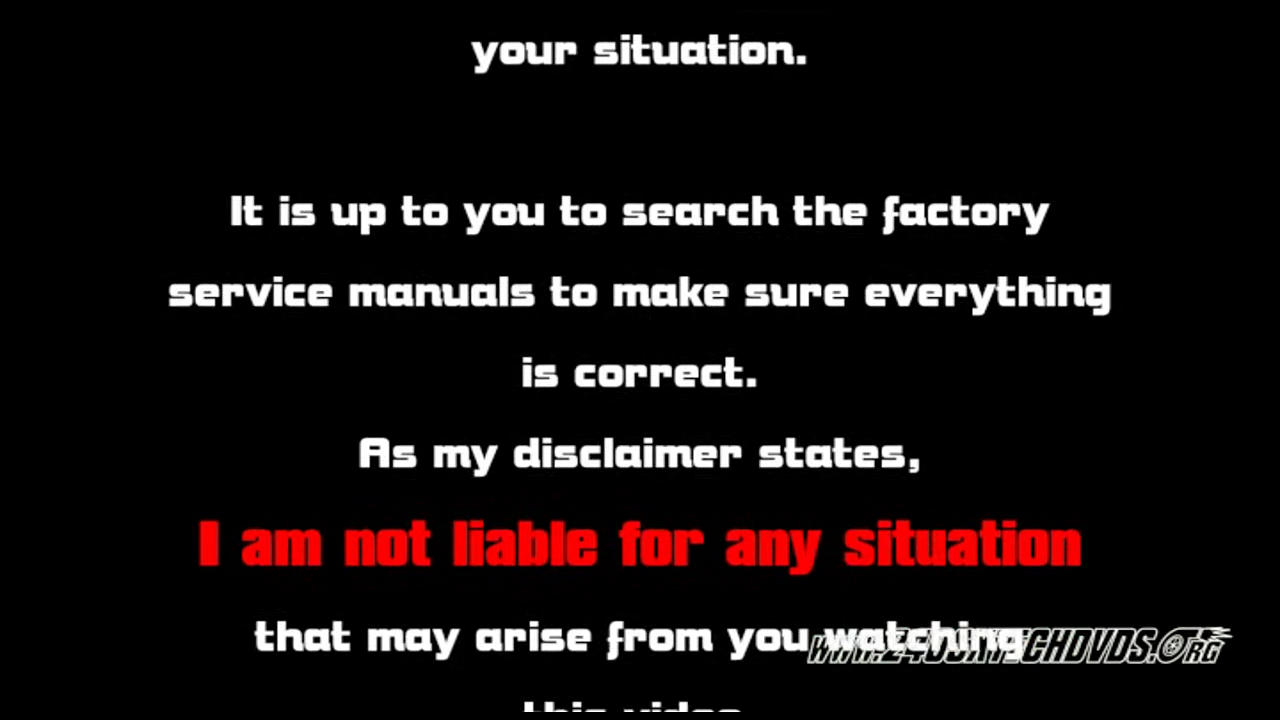 your situation.
It is up to you to search the factory
service manuals to make sure everything
is correct.
As my disclaimer states,
I am not liable for any situation
that may arise from you watching
this video
WWW.240SXTECHDVDS.ORG